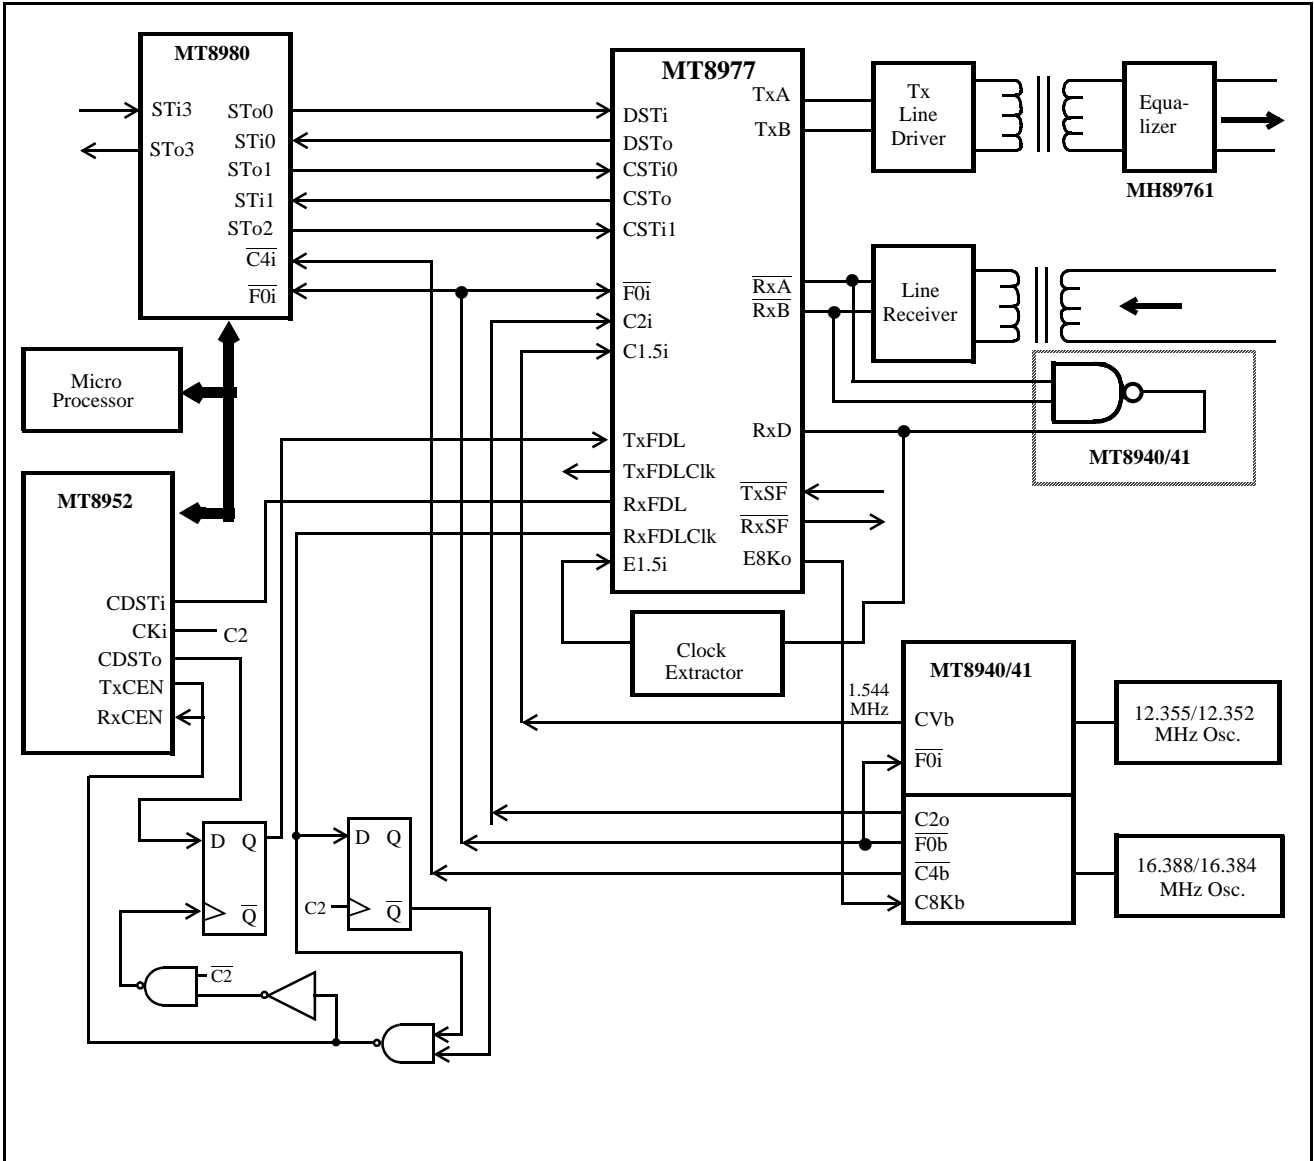 MT8980
STi3
STo3
STo0
STi0
STo1
STi1
STo2
C4i
F0i
MT8977
DSTi
DSTo
CSTi0
CSTo
CSTi1
F0i
C2i
C1.5i
TxFDL
TxFDLClk
RxFDL
RxFDLClk
E1.5i
TxA
TxB
RxA
RxB
RxD
TxSF
RxSF
E8Ko
Tx
Line
Driver
Equa-
lizer
MH89761
Line
Receiver
MT8940/41
Micro
Processor
MT8952
CDSTi
CKi
C2
CDSTo
TxCEN
RxCEN
Clock
Extractor
1.544
MHz
MT8940/41
CVb
F0i
C2o
F0b
C4b
C8Kb
12.355/12.352
MHz Osc.
16.388/16.384
MHz Osc.
D Q
Q
D Q
C2
Q
C2